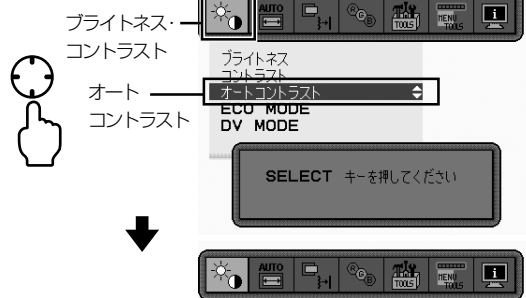 ブライトネス・
コントラスト
オート
コントラスト
AUTO
RGB
TOOLS
MENU
TOOLS
i
ブライトネス
コントラスト
オートコントラスト
ECO MODE
DV MODE
SELECT キーを押してください
AUTO
RGB
TOOLS
MENU
TOOLS
i